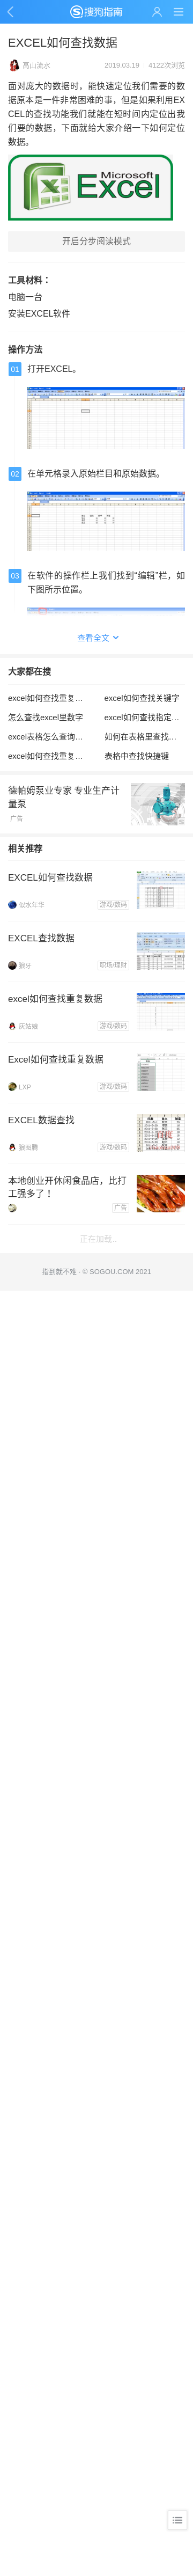 搜狗指南
EXCEL如何查找数据
高山流水 2019.03.19 | 4122次浏览
面对庞大的数据时，能快速定位我们需要的数
据原本是一件非常困难的事，但是如果利用EX
CEL的查找功能我们就能在短时间内定位出我
们要的数据，下面就给大家介绍一下如何定位
数据。
Microsoft®
Excel
开启分步阅读模式
工具材料：
电脑一台
安装EXCEL软件
操作方法
01 打开EXCEL。
02 在单元格录入原始栏目和原始数据。
03 在软件的操作栏上我们找到“编辑”栏，如
下图所示位置。
查看全文
大家都在搜
excel如何查找重复... excel如何查找关键字
怎么查找excel里数字 excel如何查找指定...
excel表格怎么查询... 如何在表格里查找...
excel如何查找重复... 表格中查找快捷键
德帕姆泵业专家 专业生产计
量泵
广告
相关推荐
EXCEL如何查找数据
似水年华 游戏/数码
EXCEL查找数据
狠牙 职场/理财
excel如何查找重复数据
灰姑娘 游戏/数码
Excel如何查找重复数据
LXP 游戏/数码
EXCEL数据查找
游戏/数码
本地创业开休闲食品店，比打
工强多了！
广告
正在加载...
指到就不难 · © SOGOU.COM 2021